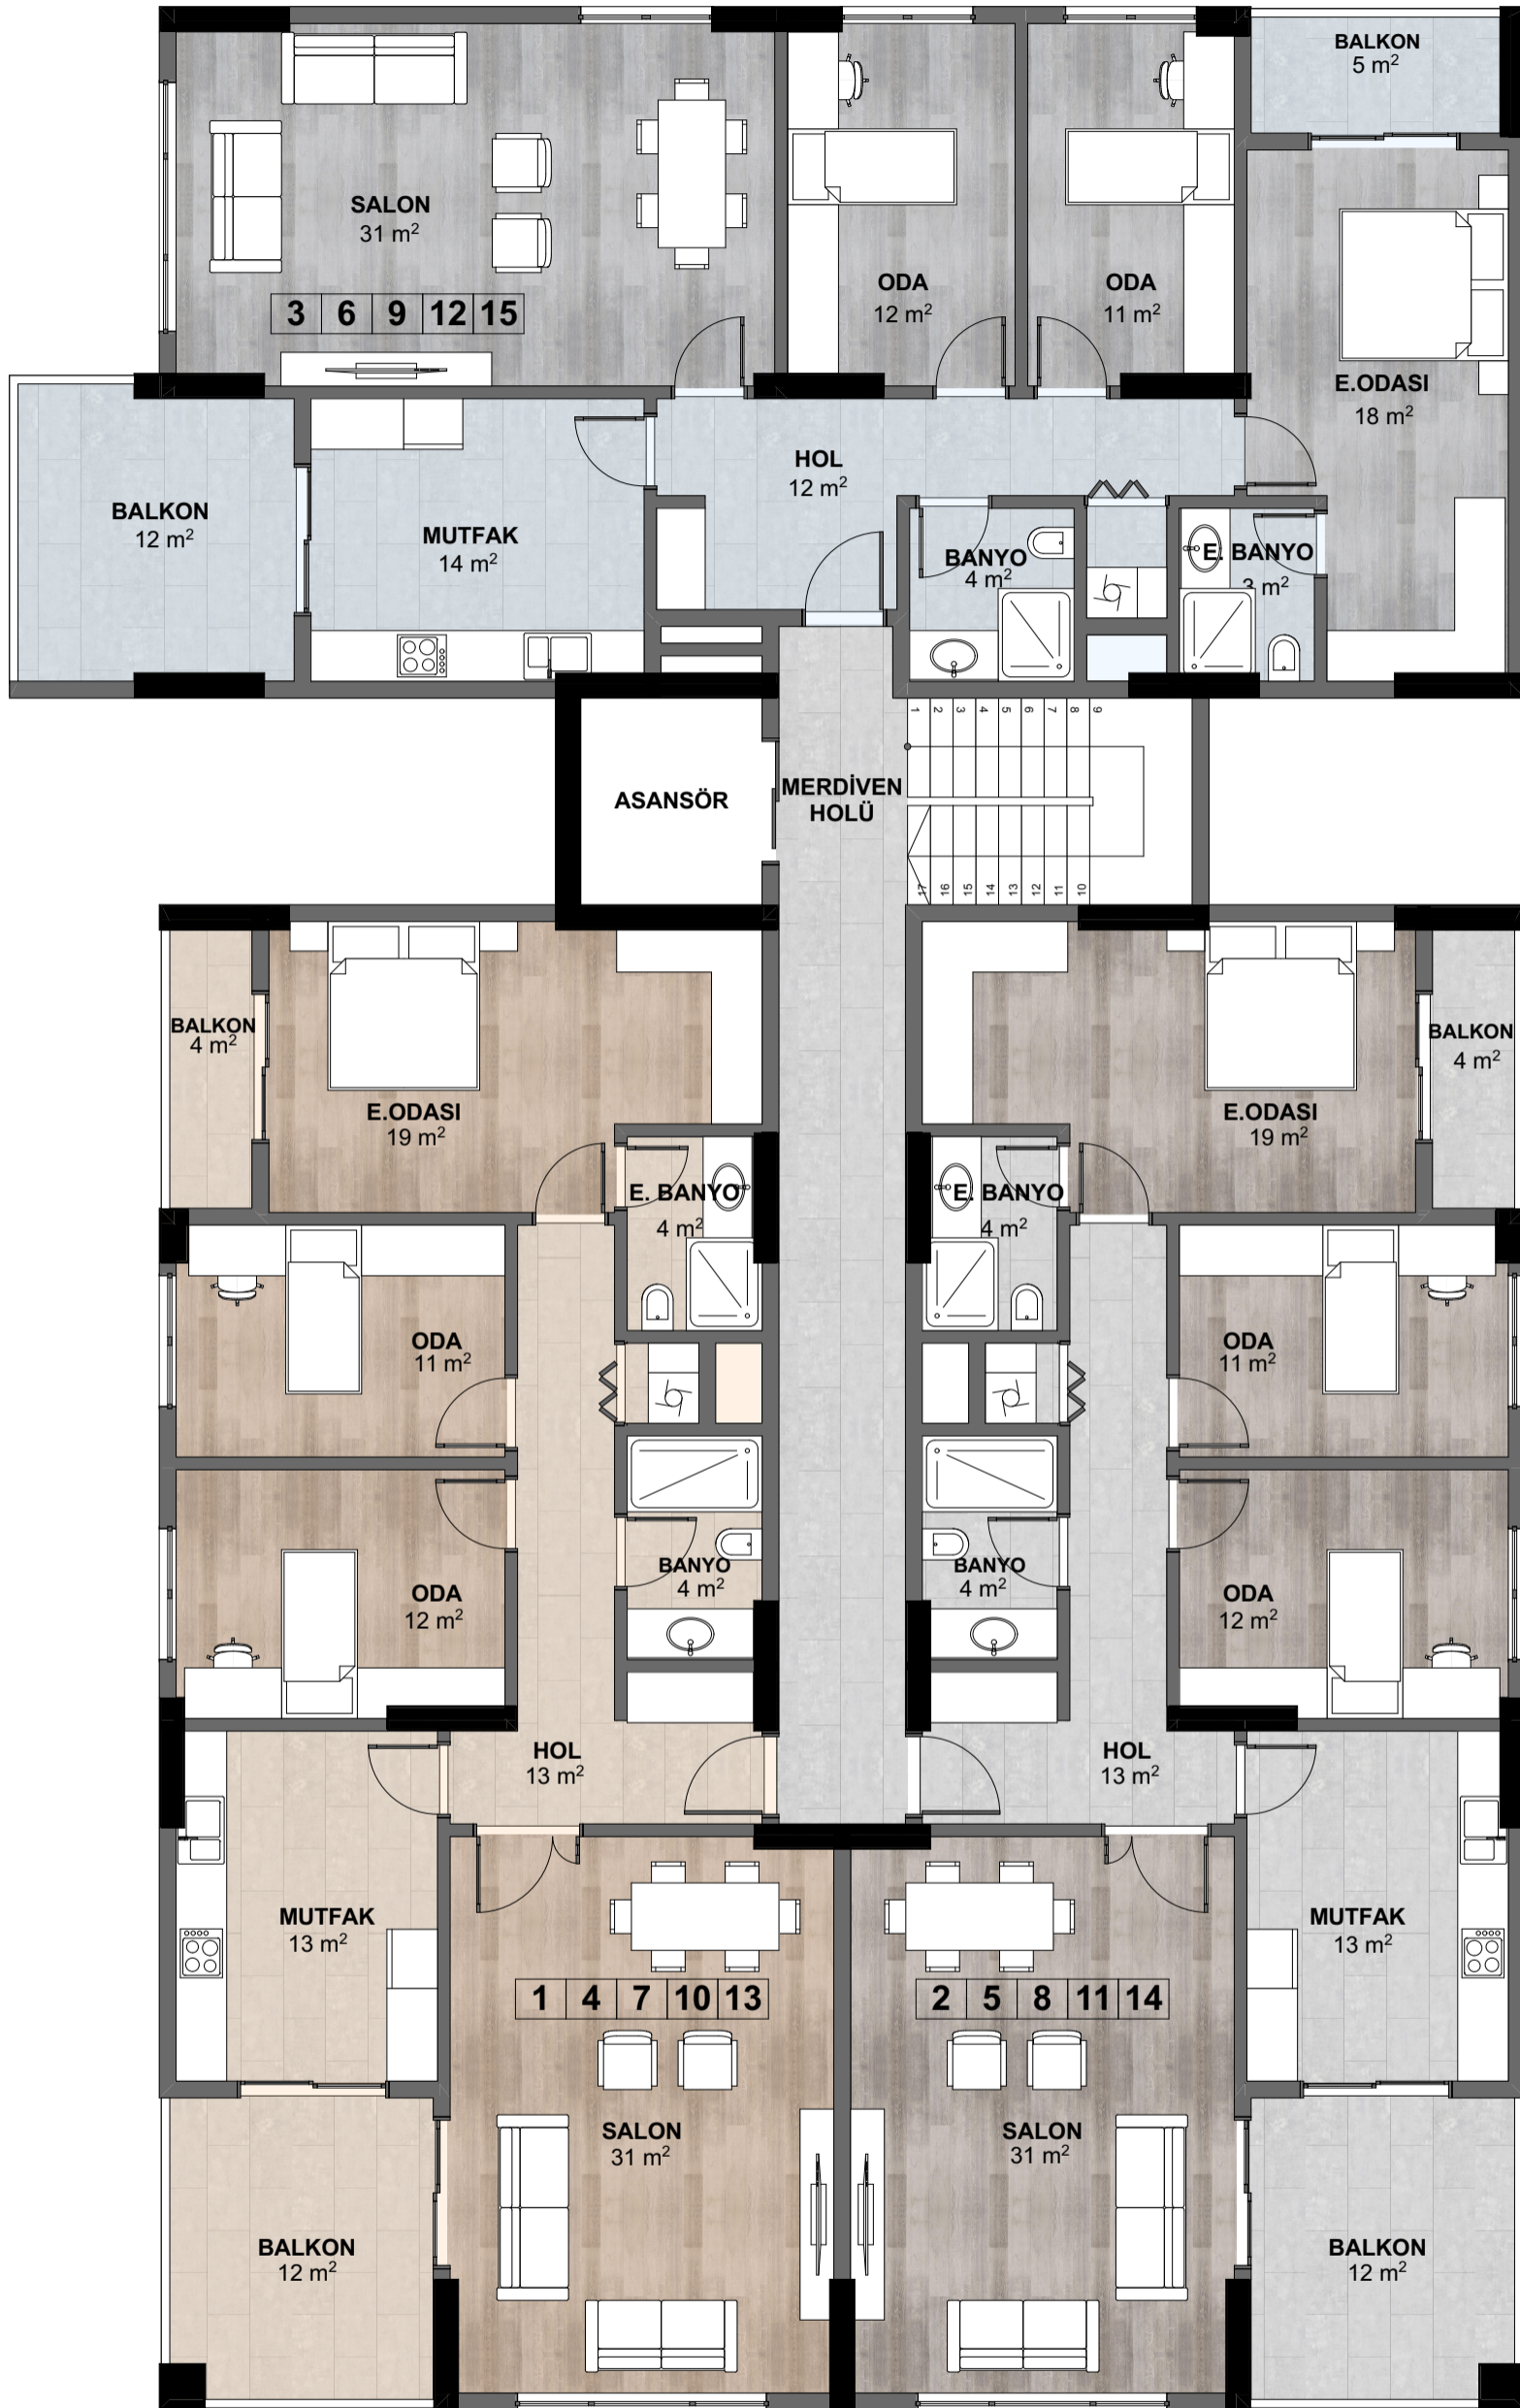 BALKON
5 m²
SALON
31 m²
3 6 9 12 15
ODA
12 m²
ODA
11 m²
E.ODASI
18 m²
HOL
12 m²
BALKON
12 m²
MUTFAK
14 m²
BANYO
4 m²
E. BANYO
3 m²
1 2 3 4 5 6 7 8 9
ASANSÖR
MERDİVEN
HOLÜ
17 16 15 14 13 12 11 10
BALKON
4 m²
E.ODASI
19 m²
E.ODASI
19 m²
BALKON
4 m²
E. BANYO
4 m²
E. BANYO
4 m²
ODA
11 m²
ODA
11 m²
ODA
12 m²
BANYO
4 m²
BANYO
4 m²
ODA
12 m²
HOL
13 m²
HOL
13 m²
MUTFAK
13 m²
MUTFAK
13 m²
1 4 7 10 13
2 5 8 11 14
SALON
31 m²
SALON
31 m²
BALKON
12 m²
BALKON
12 m²